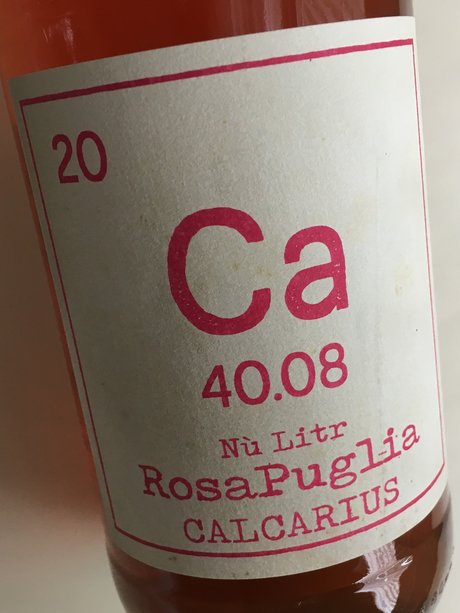 20
Ca
40.08
Nù Litr
RosaPuglia
CALCARIUS